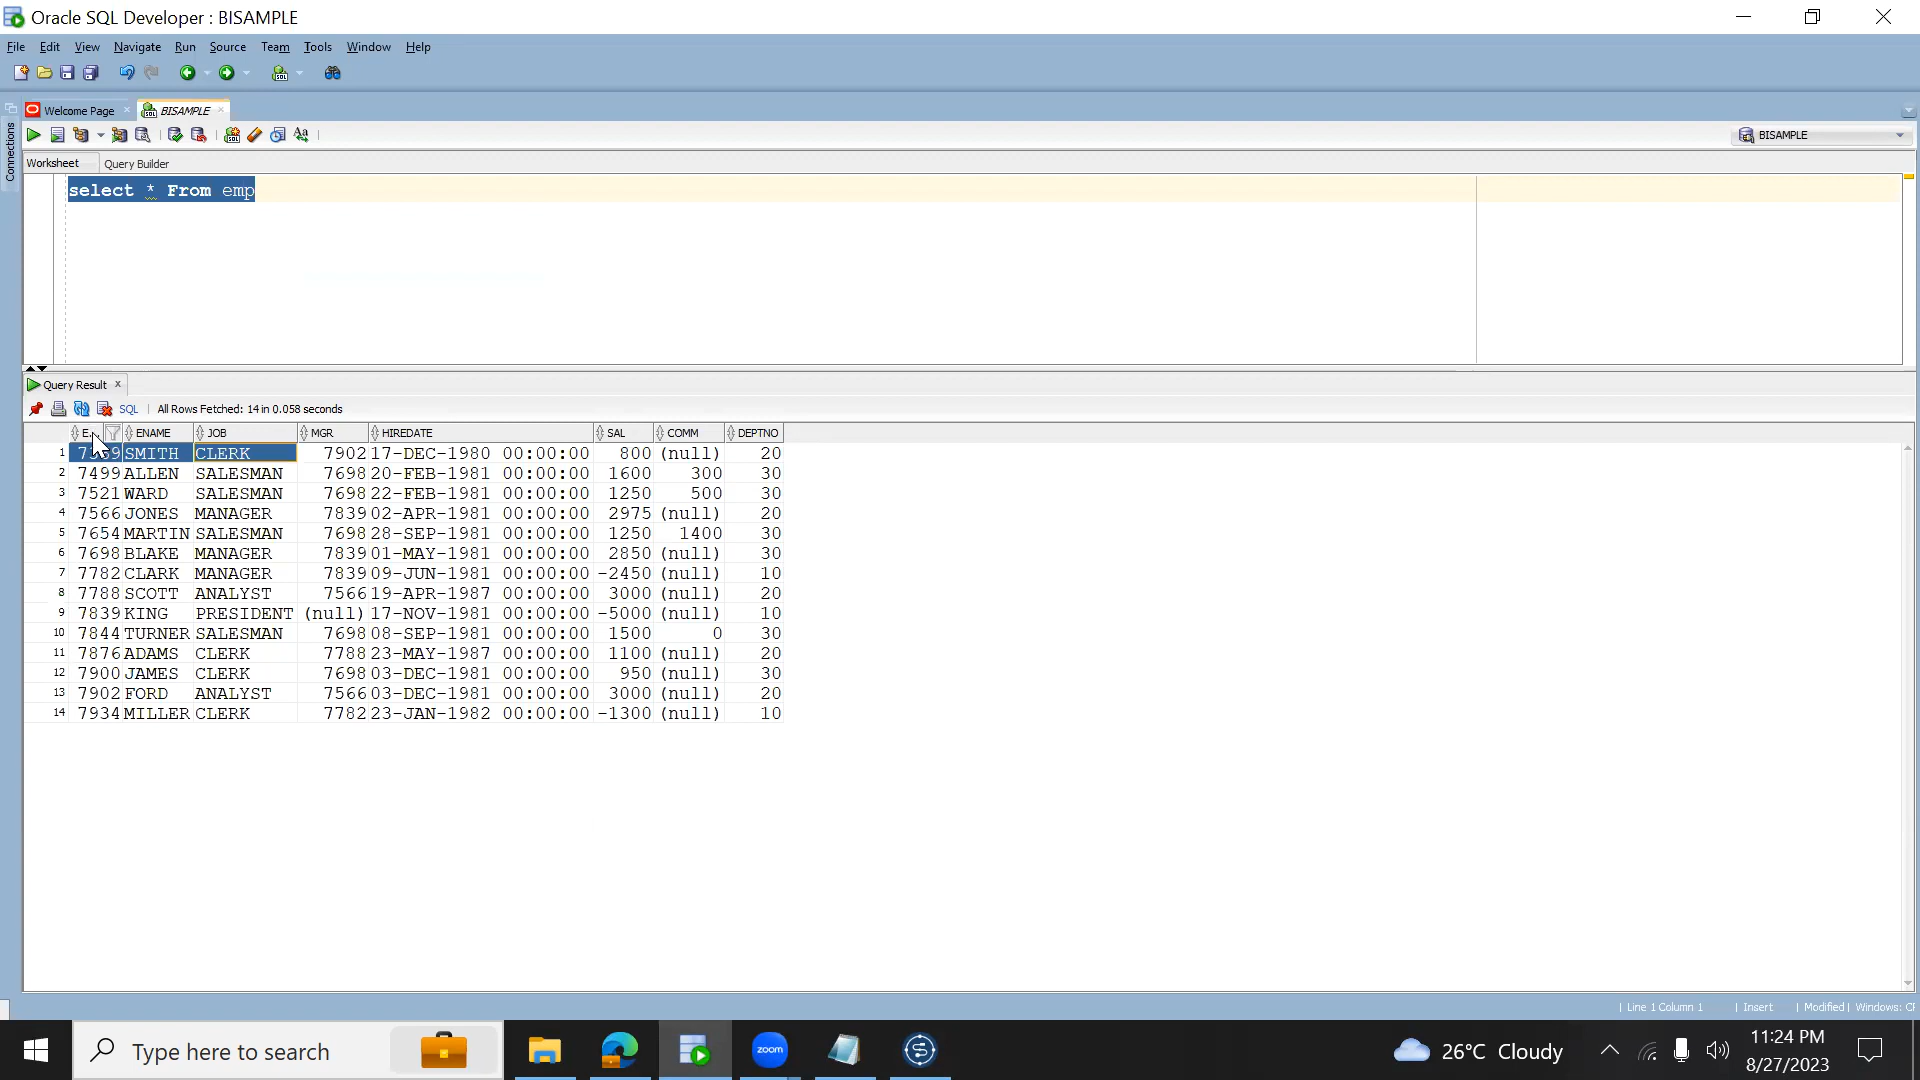 Oracle SQL Developer : BISAMPLE
File Edit View Navigate Run Source Team Tools Window Help
Welcome Page BISAMPLE
BISAMPLE
Connections
Worksheet Query Builder
select * From emp
Query Result
SQL All Rows Fetched: 14 in 0.058 seconds
E... ENAME JOB MGR HIREDATE SAL COMM DEPTNO
1 SMITH CLERK 7902 17-DEC-1980 00:00:00 800 (null) 20
2 7499 ALLEN SALESMAN 7698 20-FEB-1981 00:00:00 1600 300 30
3 7521 WARD SALESMAN 7698 22-FEB-1981 00:00:00 1250 500 30
4 7566 JONES MANAGER 7839 02-APR-1981 00:00:00 2975 (null) 20
5 7654 MARTIN SALESMAN 7698 28-SEP-1981 00:00:00 1250 1400 30
6 7698 BLAKE MANAGER 7839 01-MAY-1981 00:00:00 2850 (null) 30
7 7782 CLARK MANAGER 7839 09-JUN-1981 00:00:00 -2450 (null) 10
8 7788 SCOTT ANALYST 7566 19-APR-1987 00:00:00 3000 (null) 20
9 7839 KING PRESIDENT (null) 17-NOV-1981 00:00:00 -5000 (null) 10
10 7844 TURNER SALESMAN 7698 08-SEP-1981 00:00:00 1500 0 30
11 7876 ADAMS CLERK 7788 23-MAY-1987 00:00:00 1100 (null) 20
12 7900 JAMES CLERK 7698 03-DEC-1981 00:00:00 950 (null) 30
13 7902 FORD ANALYST 7566 03-DEC-1981 00:00:00 3000 (null) 20
14 7934 MILLER CLERK 7782 23-JAN-1982 00:00:00 -1300 (null) 10
Line 1 Column 1 Insert Modified Windows:
Type here to search zoom 26°C Cloudy 11:24 PM
8/27/2023